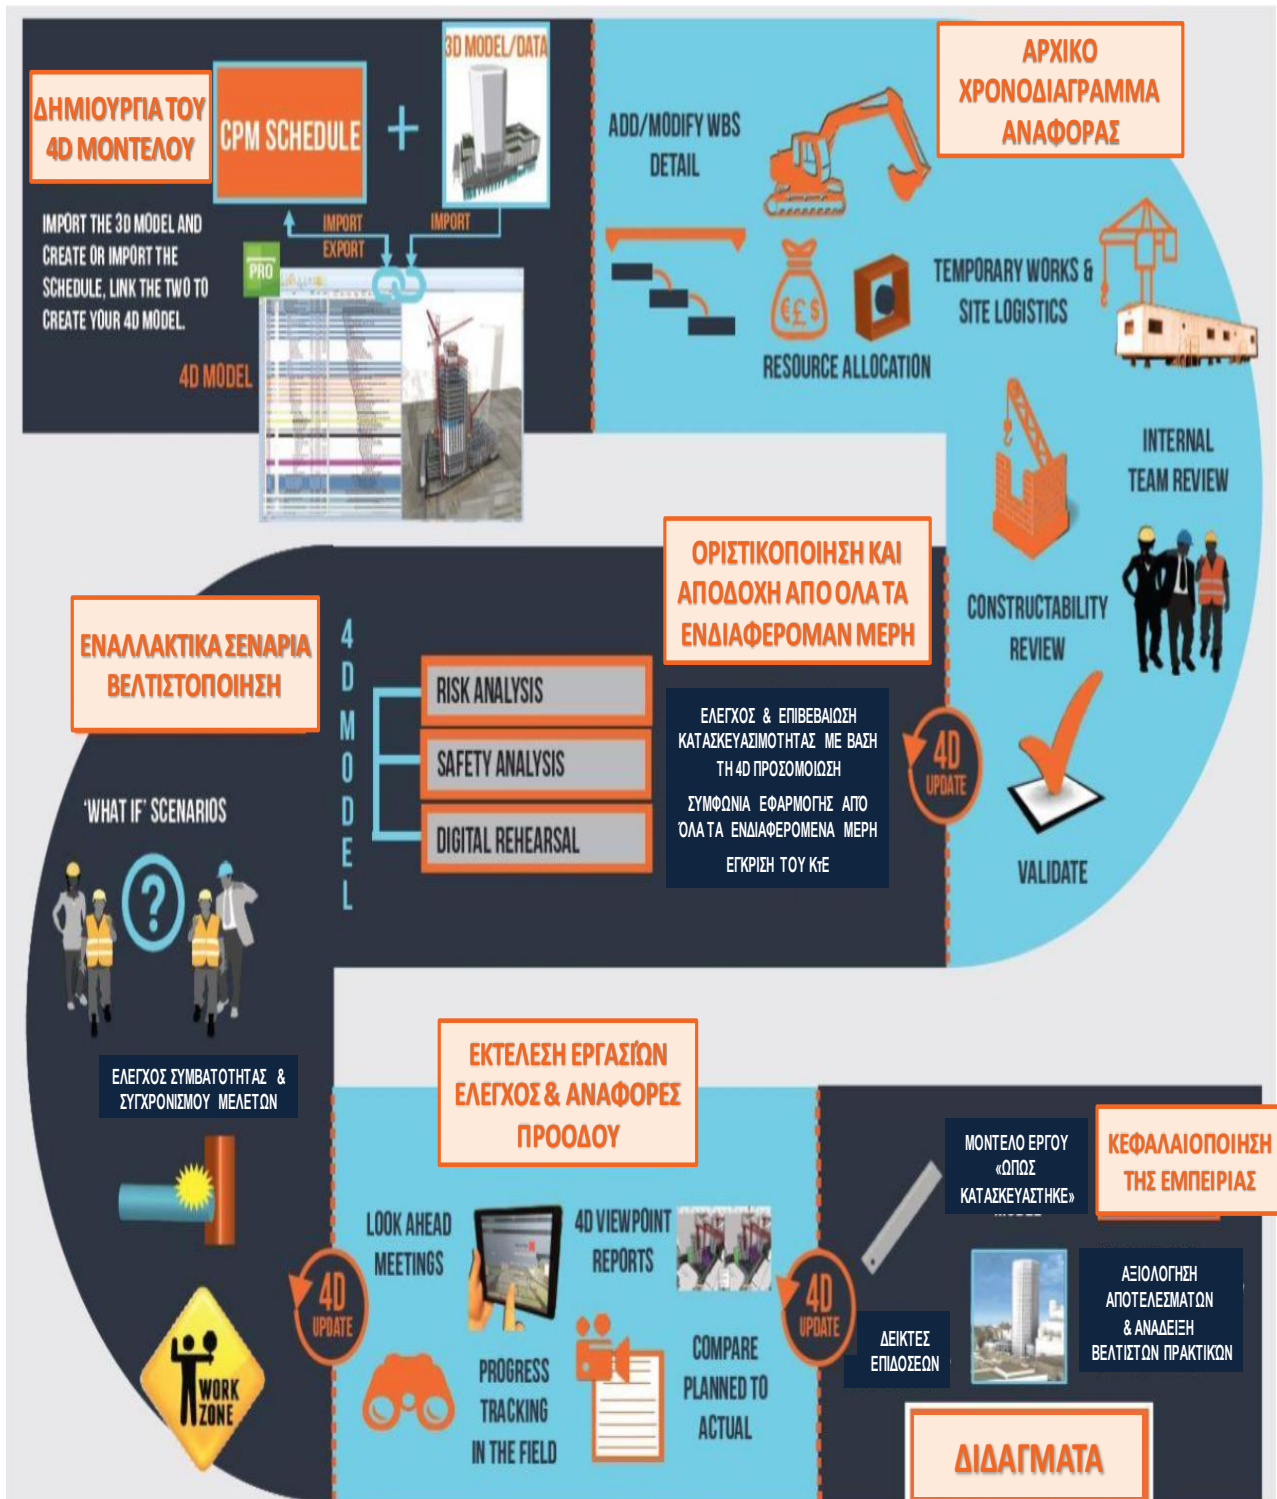 ΔΗΜΙΟΥΡΓΙΑ ΤΟΥ
4D ΜΟΝΤΕΛΟΥ
CPM SCHEDULE
+
3D MODEL/DATA
IMPORT THE 3D MODEL AND
CREATE OR IMPORT THE
SCHEDULE, LINK THE TWO TO
CREATE YOUR 4D MODEL.
IMPORT
EXPORT
IMPORT
PRO
4D MODEL
ΑΡΧΙΚΟ
ΧΡΟΝΟΔΙΑΓΡΑΜΜΑ
ΑΝΑΦΟΡΑΣ
ADD/MODIFY WBS
DETAIL
€£$
RESOURCE ALLOCATION
TEMPORARY WORKS &
SITE LOGISTICS
INTERNAL
TEAM REVIEW
CONSTRUCTABILITY
REVIEW
VALIDATE
4D
UPDATE
ΟΡΙΣΤΙΚΟΠΟΙΗΣΗ ΚΑΙ
ΑΠΟΔΟΧΗ ΑΠΟ ΟΛΑ ΤΑ
ΕΝΔΙΑΦΕΡΟΜΑΝ ΜΕΡΗ
ΕΛΕΓΧΟΣ & ΕΠΙΒΕΒΑΙΩΣΗ
ΚΑΤΑΣΚΕΥΑΣΙΜΟΤΗΤΑΣ ΜΕ ΒΑΣΗ
ΤΗ 4D ΠΡΟΣΟΜΟΙΩΣΗ
ΣΥΜΦΩΝΙΑ ΕΦΑΡΜΟΓΗΣ ΑΠΌ
ΌΛΑ ΤΑ ΕΝΔΙΑΦΕΡΟΜΕΝΑ ΜΕΡΗ
ΕΓΚΡΙΣΗ ΤΟΥ ΚτΕ
4D MODEL
RISK ANALYSIS
SAFETY ANALYSIS
DIGITAL REHEARSAL
ΕΝΑΛΛΑΚΤΙΚΑ ΣΕΝΑΡΙΑ
ΒΕΛΤΙΣΤΟΠΟΙΗΣΗ
'WHAT IF' SCENARIOS
?
ΕΛΕΓΧΟΣ ΣΥΜΒΑΤΟΤΗΤΑΣ &
ΣΥΓΧΡΟΝΙΣΜΟΥ ΜΕΛΕΤΩΝ
WORK
ZONE
4D
UPDATE
ΕΚΤΕΛΕΣΗ ΕΡΓΑΣΙΏΝ
ΕΛΕΓΧΟΣ & ΑΝΑΦΟΡΕΣ
ΠΡΟΟΔΟΥ
LOOK AHEAD
MEETINGS
PROGRESS
TRACKING
IN THE FIELD
4D VIEWPOINT
REPORTS
COMPARE
PLANNED TO
ACTUAL
4D
UPDATE
ΜΟΝΤΕΛΟ ΕΡΓΟΥ
«ΩΠΩΣ
ΚΑΤΑΣΚΕΥΑΣΤΗΚΕ»
ΚΕΦΑΛΑΙΟΠΟΙΗΣΗ
ΤΗΣ ΕΜΠΕΙΡΙΑΣ
ΑΞΙΟΛΟΓΗΣΗ
ΑΠΟΤΕΛΕΣΜΑΤΩΝ
& ΑΝΑΔΕΙΞΗ
ΒΕΛΤΙΣΤΩΝ ΠΡΑΚΤΙΚΩΝ
ΔΕΙΚΤΕΣ
ΕΠΙΔΟΣΕΩΝ
ΔΙΔΑΓΜΑΤΑ